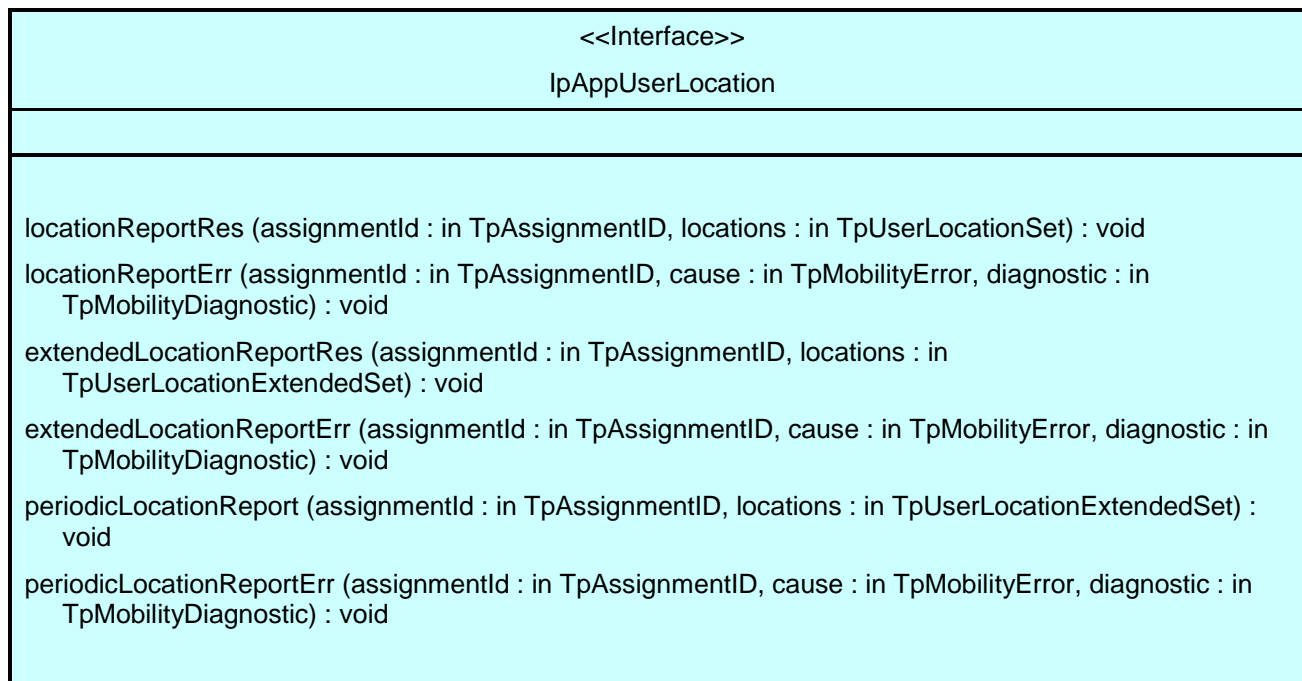 <<Interface>>
IpAppUserLocation
locationReportRes (assignmentId : in TpAssignmentID, locations : in TpUserLocationSet) : void
locationReportErr (assignmentId : in TpAssignmentID, cause : in TpMobilityError, diagnostic : in
TpMobilityDiagnostic) : void
extendedLocationReportRes (assignmentId : in TpAssignmentID, locations : in
TpUserLocationExtendedSet) : void
extendedLocationReportErr (assignmentId : in TpAssignmentID, cause : in TpMobilityError, diagnostic : in
TpMobilityDiagnostic) : void
periodicLocationReport (assignmentId : in TpAssignmentID, locations : in TpUserLocationExtendedSet) :
void
periodicLocationReportErr (assignmentId : in TpAssignmentID, cause : in TpMobilityError, diagnostic : in
TpMobilityDiagnostic) : void